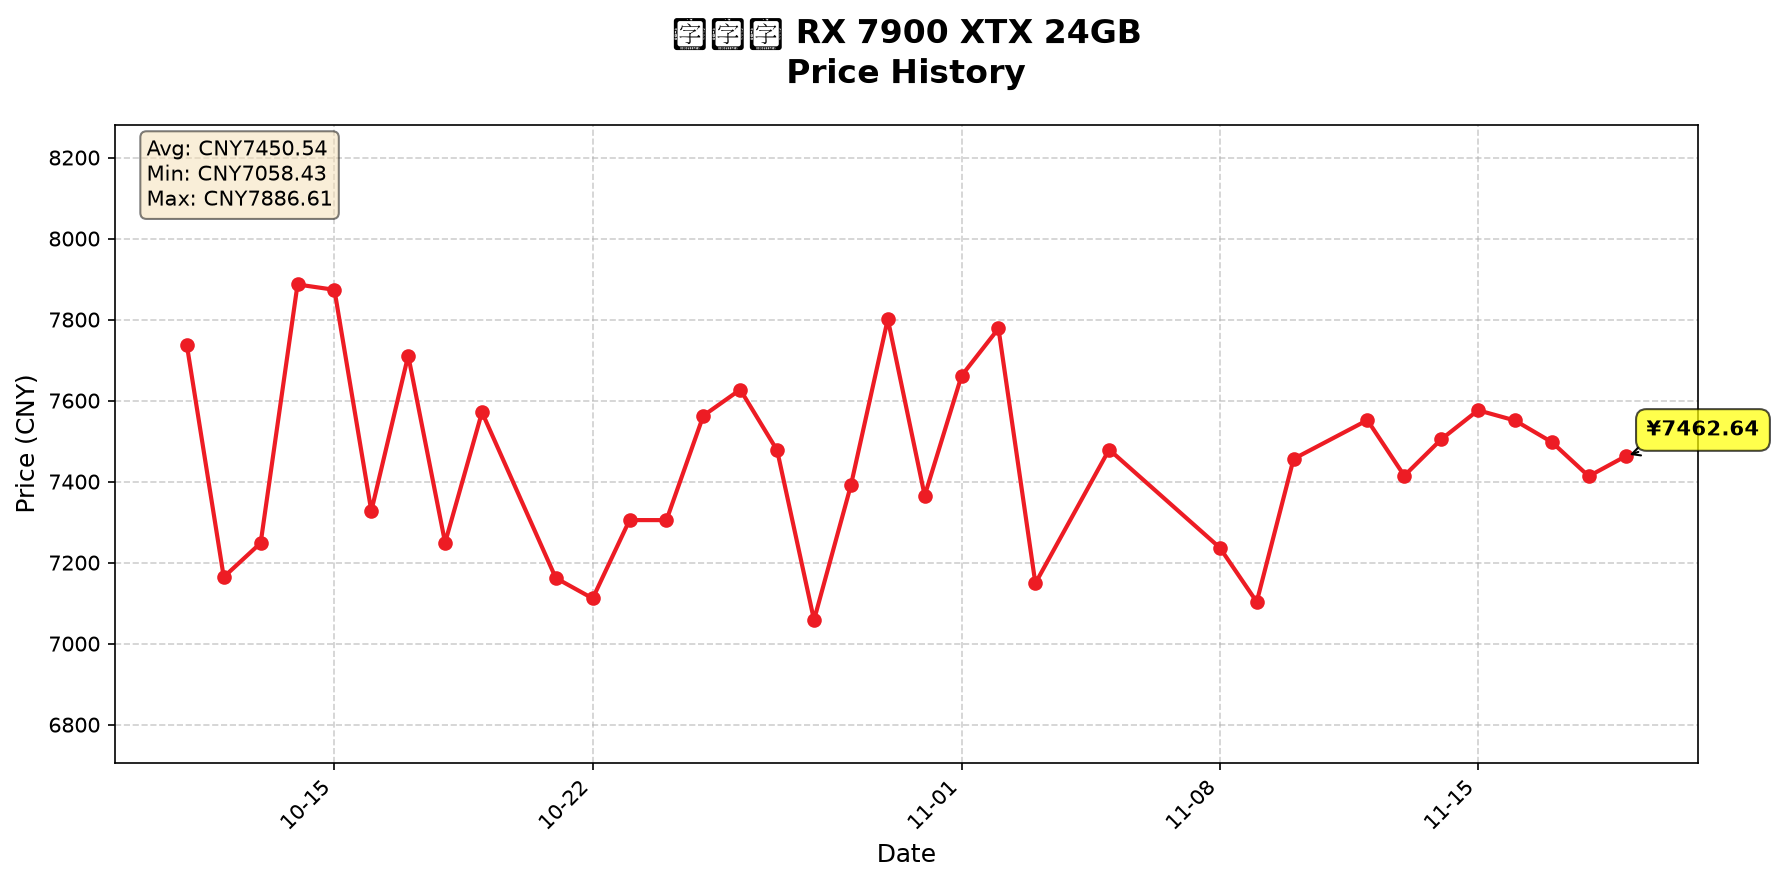 RX 7900 XTX 24GB
Price History
Avg: CNY7450.54
Min: CNY7058.43
Max: CNY7886.61
8200
8000
7800
7600
7400
7200
7000
6800
Price (CNY)
¥7462.64
10-15
10-22
11-01
11-08
11-15
Date